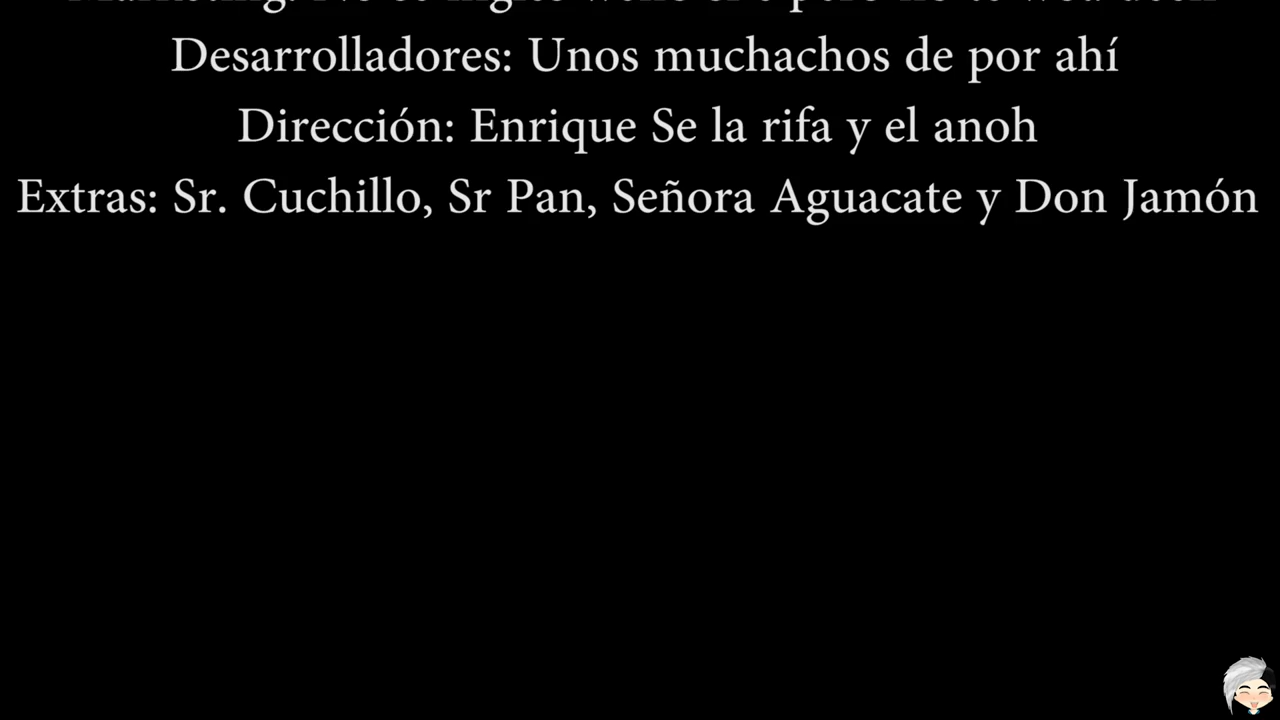 Desarrolladores: Unos muchachos de por ahí
Dirección: Enrique Se la rifa y el anoh
Extras: Sr. Cuchillo, Sr Pan, Señora Aguacate y Don Jamón